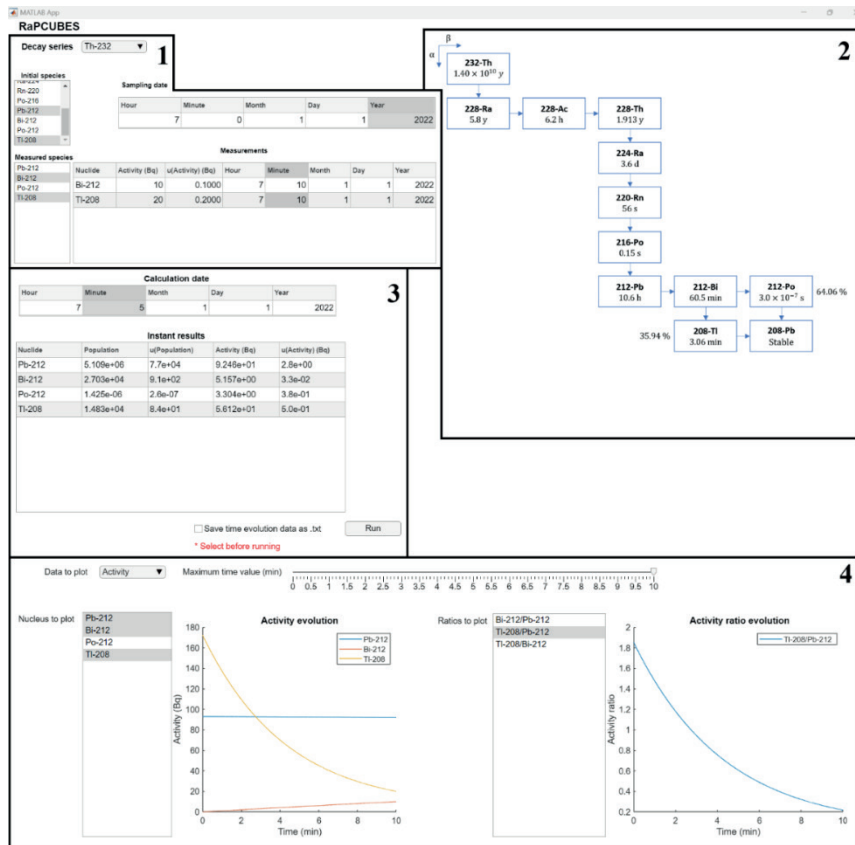 MATLAB App
RaPCUBES
Decay series Th-232
1
Initial species
Ra-224
Rn-220
Po-216
Pb-212
Bi-212
Po-212
Tl-208
Sampling date
Hour Minute Month Day Year
7 0 1 1 2022
Measured species
Pb-212
Bi-212
Po-212
Tl-208
Measurements
Nuclide Activity (Bq) u(Activity) (Bq) Hour Minute Month Day Year
Bi-212 10 0.1000 7 10 1 1 2022
Tl-208 20 0.2000 7 10 1 1 2022
2
β
α
232-Th
1.40 × 10¹⁰ y
228-Ra
5.8 y
228-Ac
6.2 h
228-Th
1.913 y
224-Ra
3.6 d
220-Rn
56 s
216-Po
0.15 s
212-Pb
10.6 h
212-Bi
60.5 min
212-Po
3.0 × 10⁻⁷ s
64.06 %
35.94 %
208-Tl
3.06 min
208-Pb
Stable
3
Calculation date
Hour Minute Month Day Year
7 5 1 1 2022
Instant results
Nuclide Population u(Population) Activity (Bq) u(Activity) (Bq)
Pb-212 5.109e+06 7.7e+04 9.246e+01 2.8e+00
Bi-212 2.703e+04 9.1e+02 5.157e+00 3.3e-02
Po-212 1.425e-06 2.6e-07 3.304e+00 3.8e-01
Tl-208 1.483e+04 8.4e+01 5.612e+01 5.0e-01
Save time evolution data as .txt Run
* Select before running
4
Data to plot Activity Maximum time value (min)
0 0.5 1 1.5 2 2.5 3 3.5 4 4.5 5 5.5 6 6.5 7 7.5 8 8.5 9 9.5 10
Nucleus to plot
Pb-212
Bi-212
Po-212
Tl-208
Activity evolution
180
160
140
120
100
80
60
40
20
0
Activity (Bq)
Pb-212
Bi-212
Tl-208
0 2 4 6 8 10
Time (min)
Ratios to plot
Bi-212/Pb-212
Tl-208/Pb-212
Tl-208/Bi-212
Activity ratio evolution
2
1.8
1.6
1.4
1.2
1
0.8
0.6
0.4
0.2
Activity ratio
Tl-208/Pb-212
0 2 4 6 8 10
Time (min)